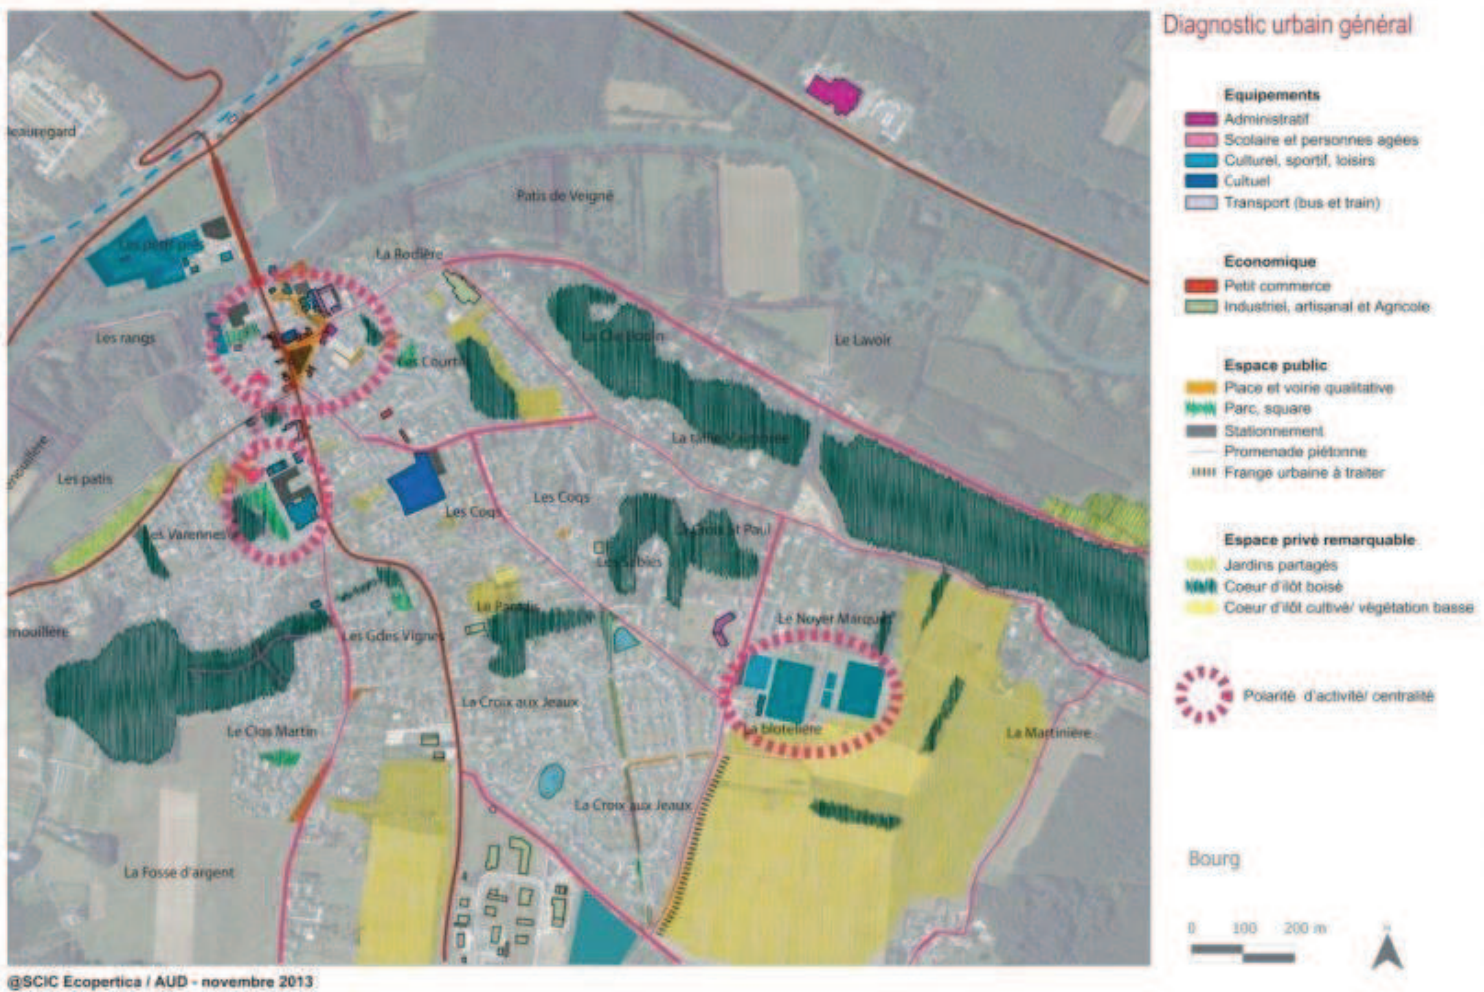 Diagnostic urbain général
Equipements
Administratif
Scolaire et personnes agées
Culturel, sportif, loisirs
Cultuel
Transport (bus et train)
Economique
Petit commerce
Industriel, artisanal et Agricole
Espace public
Place et voirie qualitative
Parc, square
Stationnement
Promenade piétonne
Frange urbaine à traiter
Espace privé remarquable
Jardins partagés
Coeur d'ilôt boisé
Coeur d'ilôt cultivé/ végétation basse
Polarité d'activité/ centralité
Bourg
0 100 200 m
Patis de Veigné
La Rodière
Les rangs
Le Lavoir
Les patis
Les Coqs
Les Coqs
Les Gdes Vignes
La Croix aux Jeaux
Le Clos Martin
La blotelière
La Martinière
La Croix aux Jeaux
La Fosse d'argent
@SCIC Ecopertica / AUD - novembre 2013